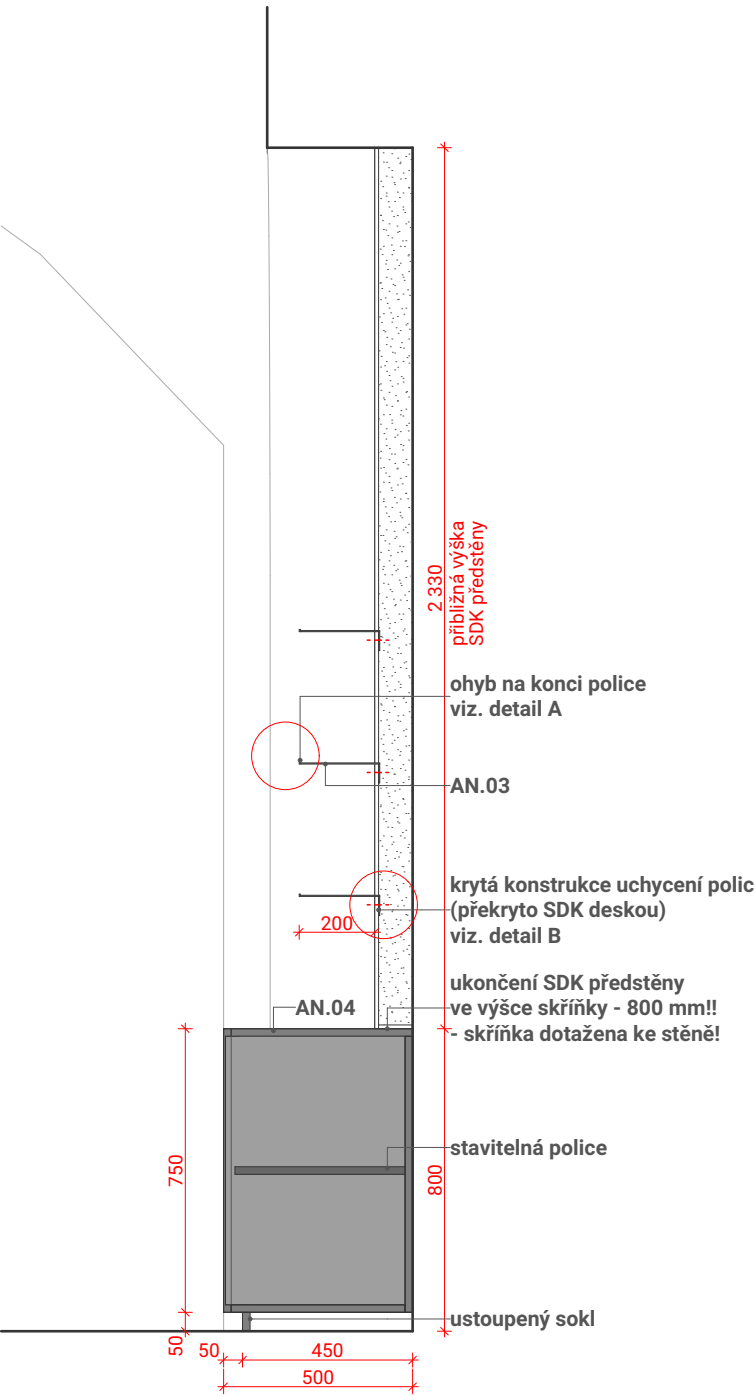 2 330
přibližná výška
SDK předstěny
ohyb na konci police
viz. detail A
AN.03
krytá konstrukce uchycení polic
(překryto SDK deskou)
viz. detail B
200
ukončení SDK předstěny
ve výšce skříňky - 800 mm!!
- skříňka dotažena ke stěně!
AN.04
stavitelná police
750
800
ustoupený sokl
50
50
450
500